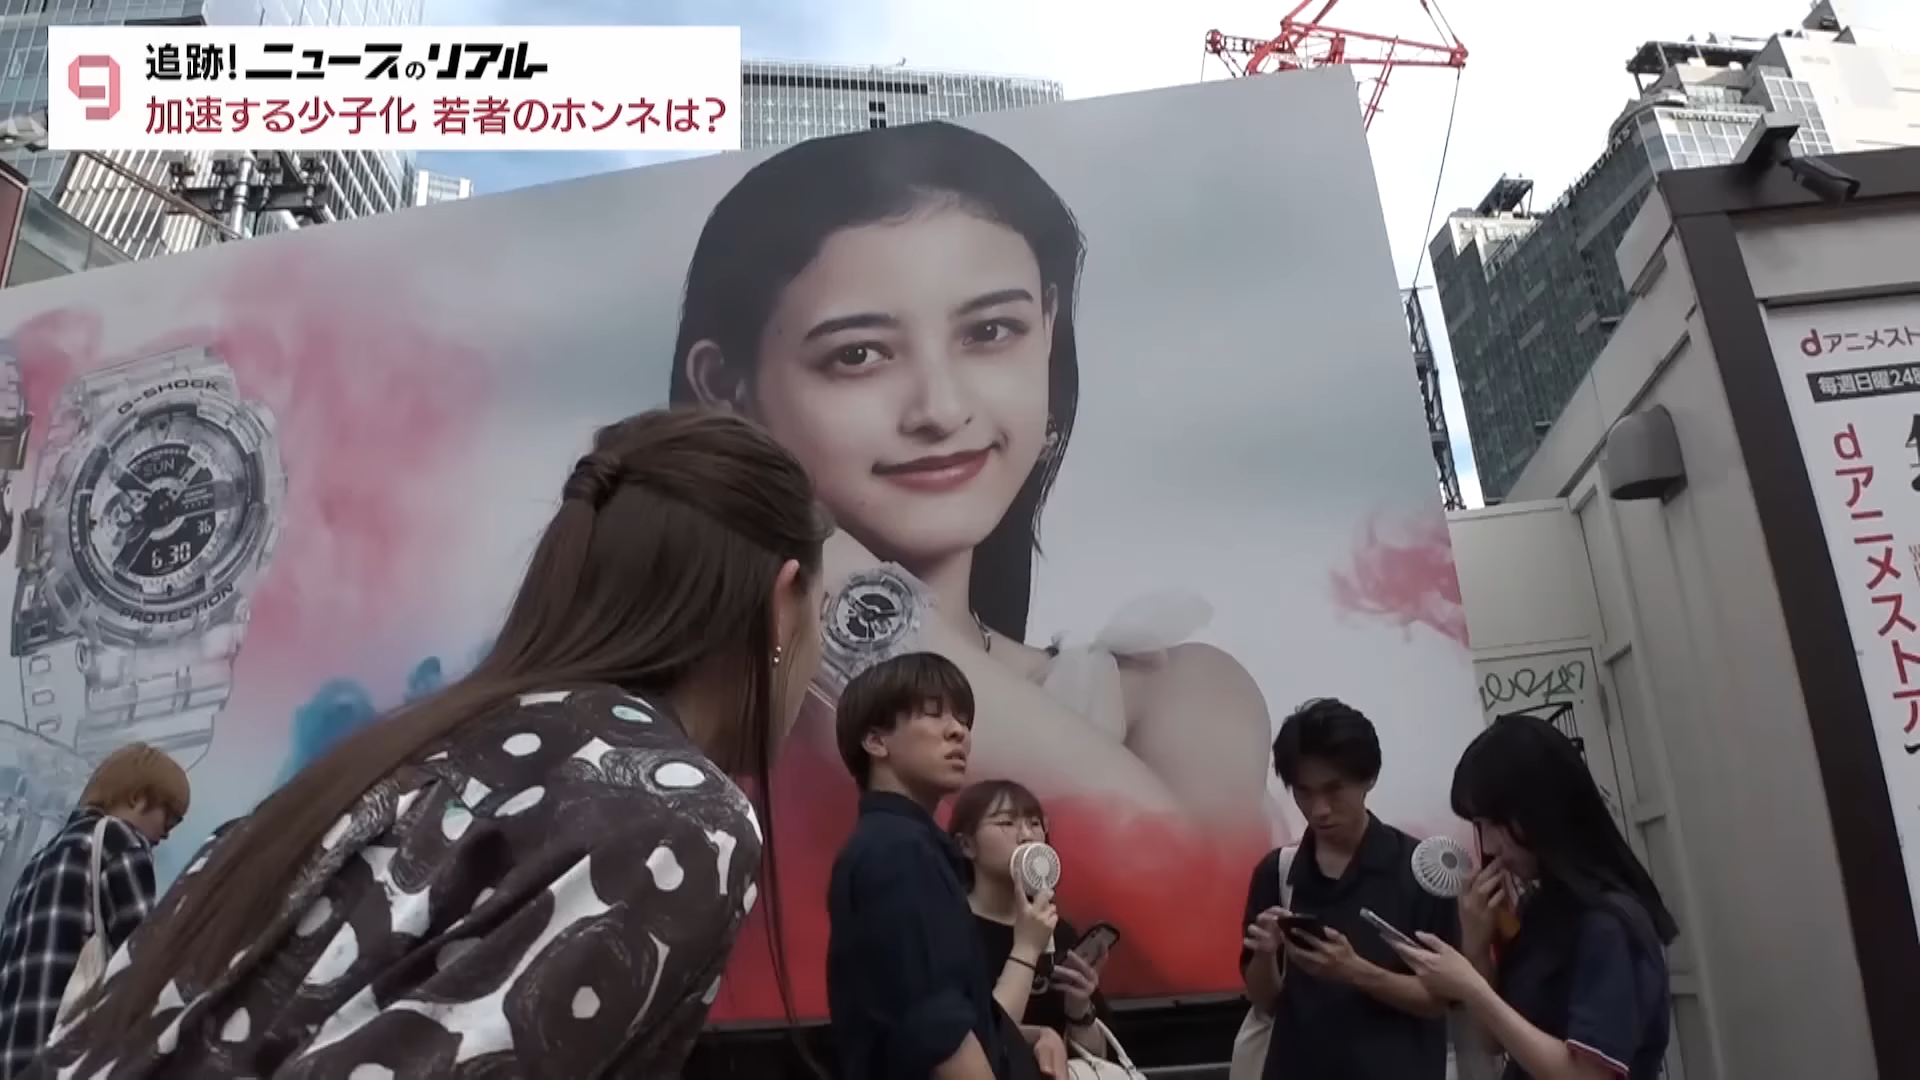 9
追跡!ニュースのリアル
加速する少子化 若者のホンネは?
G-SHOCK
SUN
36
6.30
PROTECTION
dアニメスト
毎週日曜24
dアニメストア